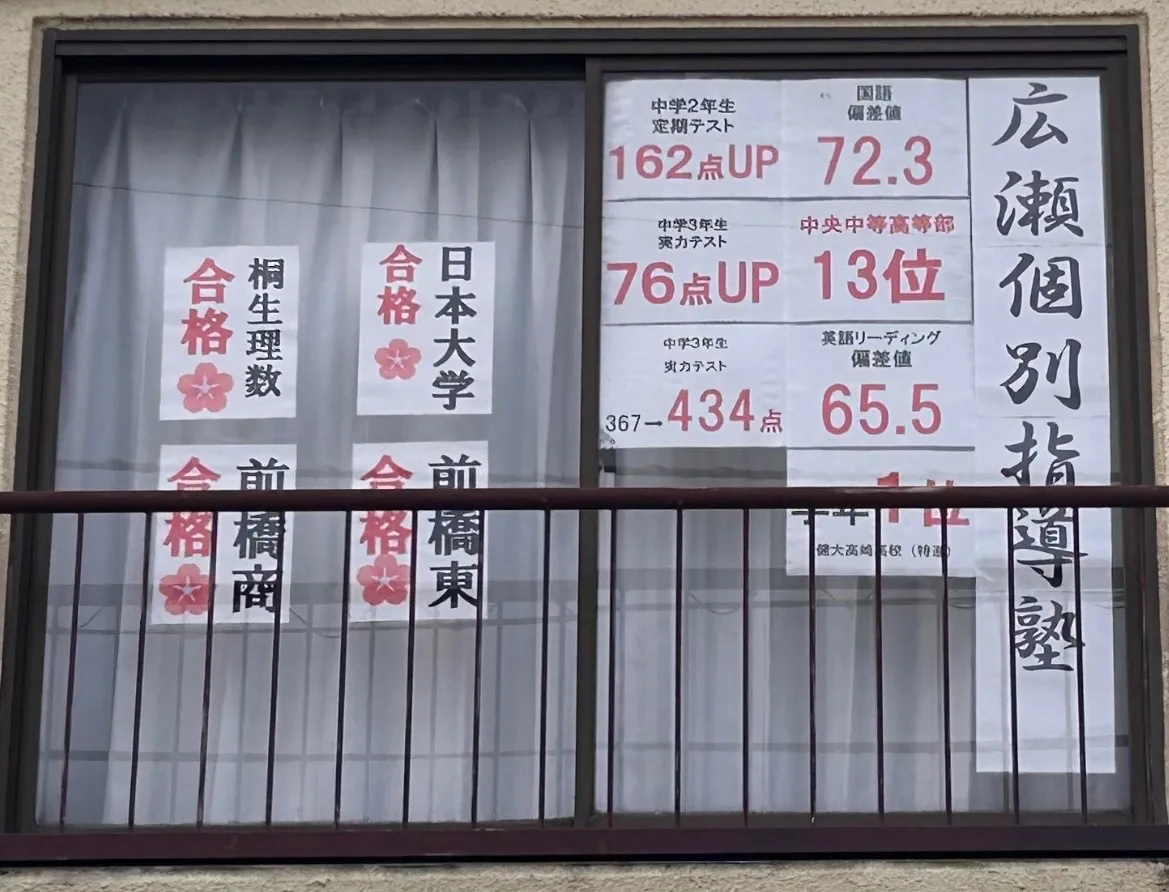 広瀬個別指導塾
国語
偏差値
72.3
中央中等高等部
13位
英語リーディング
偏差値
65.5
学年1位
健大高崎高校（特進）
中学2年生
定期テスト
162点UP
中学3年生
実力テスト
76点UP
中学3年生
実力テスト
367→434点
日本大学
合格
桐生理数
合格
前橋東
合格
前橋商
合格